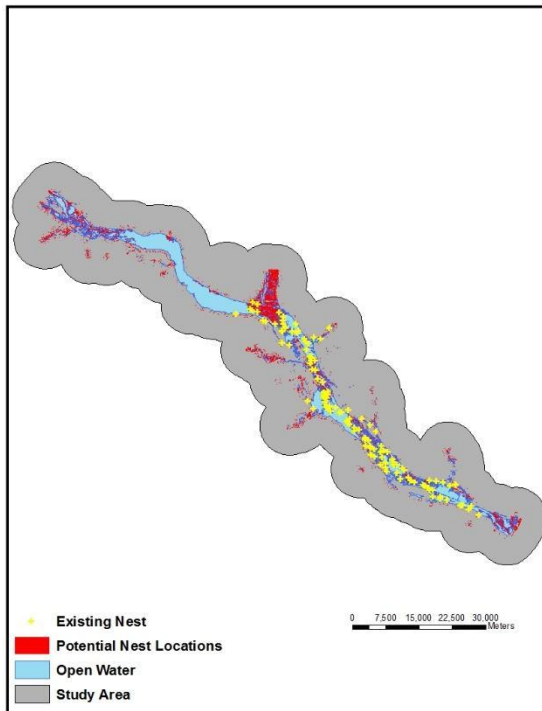 Existing Nest
Potential Nest Locations
Open Water
Study Area
0 7,500 15,000 22,500 30,000
Meters